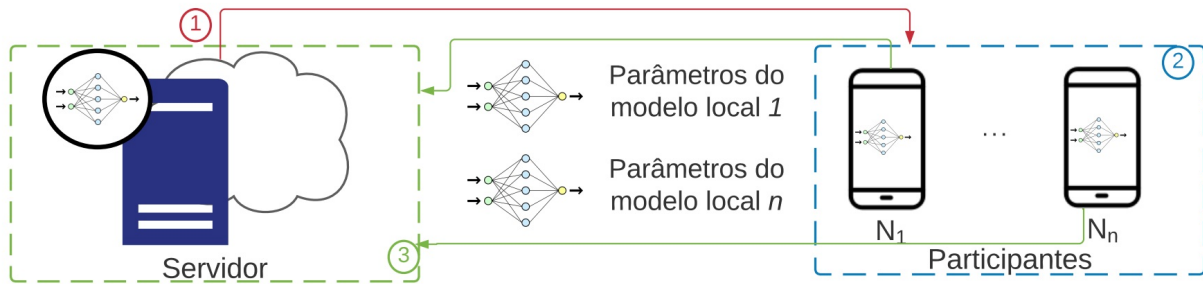 1
2
Parâmetros do
modelo local 1
...
Parâmetros do
modelo local n
N1
Nn
3
Servidor
Participantes